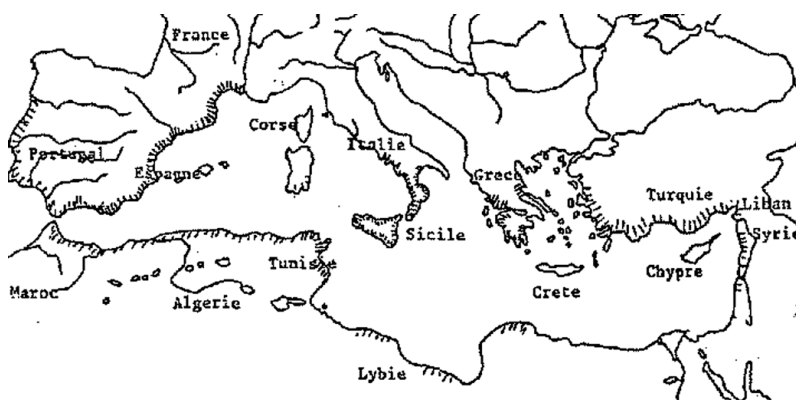 France
Corse
Italie
Portugal
Espagne
Grece
Turquie
Liban
Sicile
Syrie
Tunisie
Chypre
Maroc
Algerie
Crete
Lybie